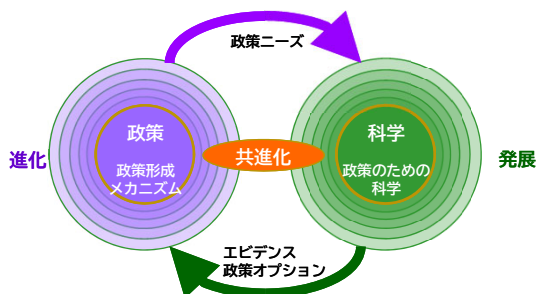 政策ニーズ
政策
科学
進化
政策形成
メカニズム
共進化
政策のための
科学
発展
エビデンス
政策オプション